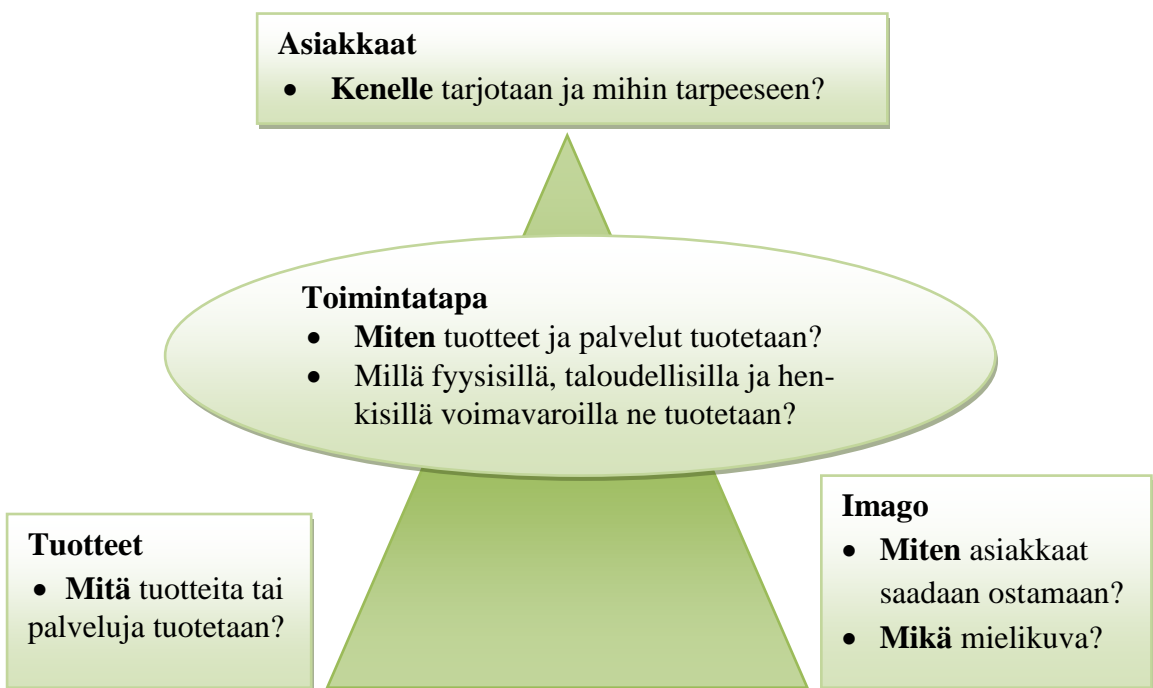 Asiakkaat
• Kenelle tarjotaan ja mihin tarpeeseen?
Toimintatapa
• Miten tuotteet ja palvelut tuotetaan?
• Millä fyysisillä, taloudellisilla ja hen-
kisillä voimavaroilla ne tuotetaan?
Tuotteet
• Mitä tuotteita tai
palveluja tuotetaan?
Imago
• Miten asiakkaat
saadaan ostamaan?
• Mikä mielikuva?